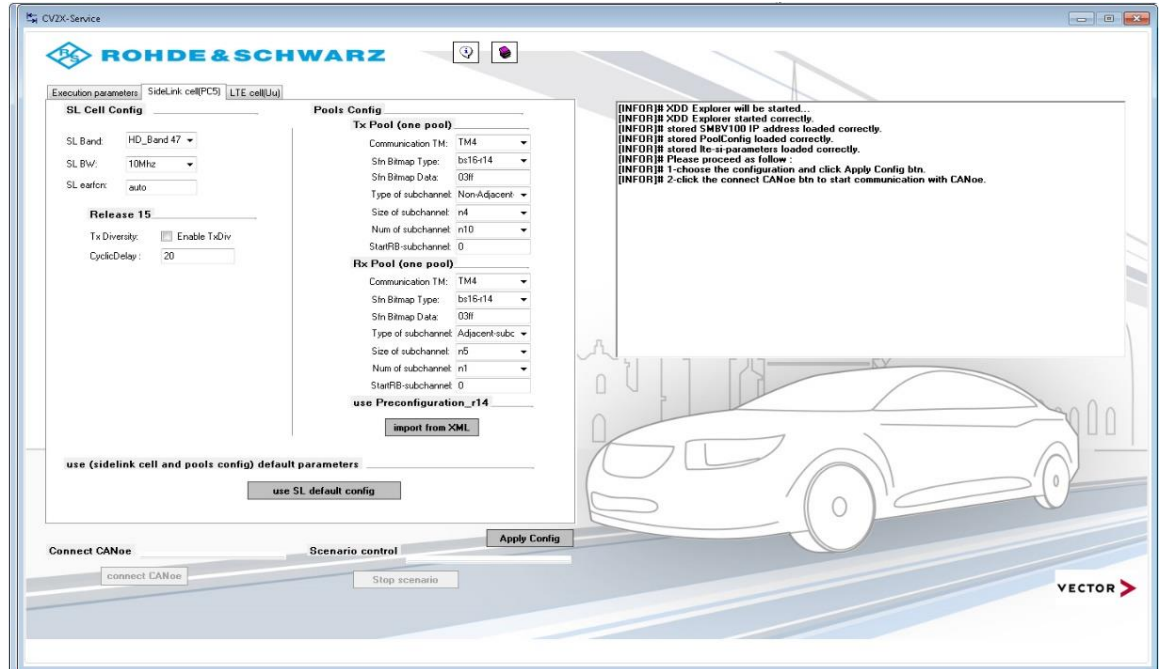 CV2X-Service
ROHDE & SCHWARZ
Execution parameters SideLink cell(PC5) LTE cell(Uu)
SL Cell Config
SL Band: HD_Band 47
SL BW: 10Mhz
SL earfcn: auto
Release 15
Tx Diversity: Enable TxDiv
CyclicDelay : 20
Pools Config
Tx Pool (one pool)
Communication TM: TM4
Sfn Bitmap Type: bs16-r14
Sfn Bitmap Data: 03ff
Type of subchannel: Non-Adjacent-
Size of subchannel: n4
Num of subchannel: n10
StartRB-subchannel: 0
Rx Pool (one pool)
Communication TM: TM4
Sfn Bitmap Type: bs16-r14
Sfn Bitmap Data: 03ff
Type of subchannel: Adjacent-subc
Size of subchannel: n5
Num of subchannel: n1
StartRB-subchannel: 0
use Preconfiguration_r14
import from XML
use (sidelink cell and pools config) default parameters
use SL default config
Apply Config
Connect CANoe
connect CANoe
Scenario control
Stop scenario
[INFOR]# XDD Explorer will be started...
[INFOR]# XDD Explorer started correctly.
[INFOR]# stored SMBV100 IP address loaded correctly.
[INFOR]# stored PoolConfig loaded correctly.
[INFOR]# stored lte-si-parameters loaded correctly.
[INFOR]# Please proceed as follow :
[INFOR]# 1-choose the configuration and click Apply Config btn.
[INFOR]# 2-click the connect CANoe btn to start communication with CANoe.
VECTOR